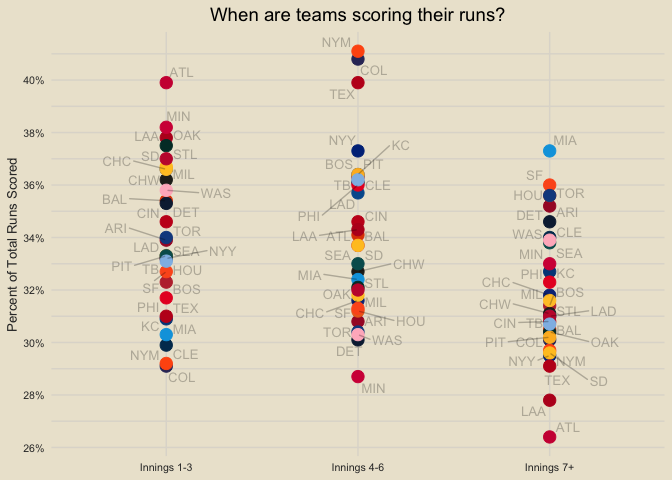 When are teams scoring their runs?
Percent of Total Runs Scored
40%
38%
36%
34%
32%
30%
28%
26%
ATL
MIN
LAA OAK
SD STL
CHC
MIL
CHW
WAS
BAL
CIN DET
ARI
TOR
LAD SEA NYY
PIT TB HOU
SF BOS
PHI TEX
KC MIA
NYM CLE
COL
NYM
COL
TEX
NYY
KC
BOS PIT
TB CLE
LAD
PHI
CIN
LAA ATL BAL
SEA SD
CHW
MIA
STL
OAK
MIL
CHC SF
ARI HOU
TOR
WAS
DET
MIN
MIA
SF
HOU TOR
DET ARI
WAS CLE
MIN SEA
PHI KC
CHC
MIL BOS
CHW
STL LAD
CIN TB
BAL
PIT COL OAK
NYY NYM
TEX SD
LAA
ATL
Innings 1-3
Innings 4-6
Innings 7+